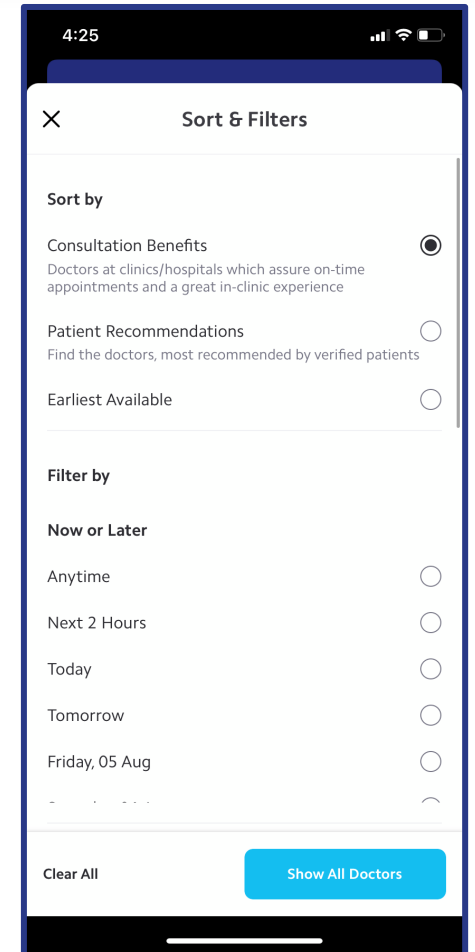 4:25
Sort & Filters
Sort by
Consultation Benefits
Doctors at clinics/hospitals which assure on-time
appointments and a great in-clinic experience
Patient Recommendations
Find the doctors, most recommended by verified patients
Earliest Available
Filter by
Now or Later
Anytime
Next 2 Hours
Today
Tomorrow
Friday, 05 Aug
Clear All
Show All Doctors